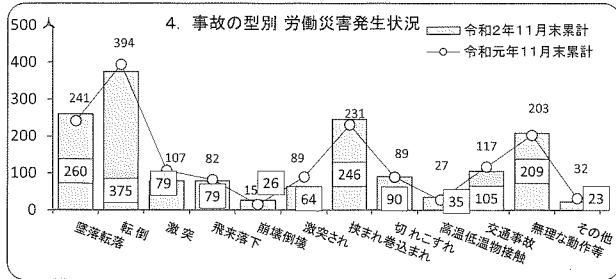 4. 事故の型別 労働災害発生状況
令和2年11月末累計
令和元年11月末累計
人
500
400
300
200
100
0
241
394
107
82
15
89
231
89
27
117
203
32
260
375
79
79
26
64
246
90
35
105
209
23
墜落転落
転倒
激突
飛来落下
崩壊倒壊
激突され
挟まれ巻込まれ
切れこすれ
高温低温物接触
交通事故
無理な動作等
その他